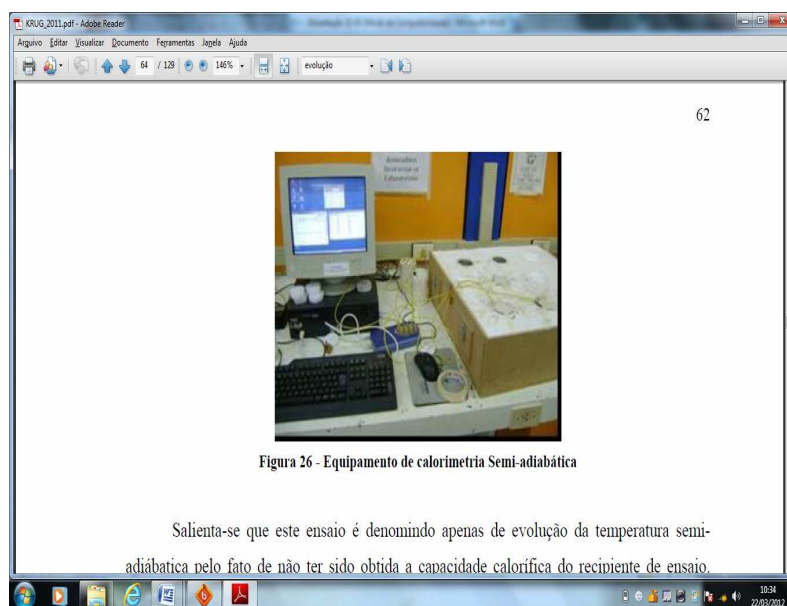 KRUG_2011.pdf - Adobe Reader
Arquivo Editar Visualizar Documento Ferramentas Janela Ajuda
64 / 129 146% evolução
62
Figura 26 - Equipamento de calorimetria Semi-adiabática
Salienta-se que este ensaio é denomindo apenas de evolução da temperatura semi-
adiábatica pelo fato de não ter sido obtida a capacidade calorífica do recipiente de ensaio.
10:34
22/03/2012